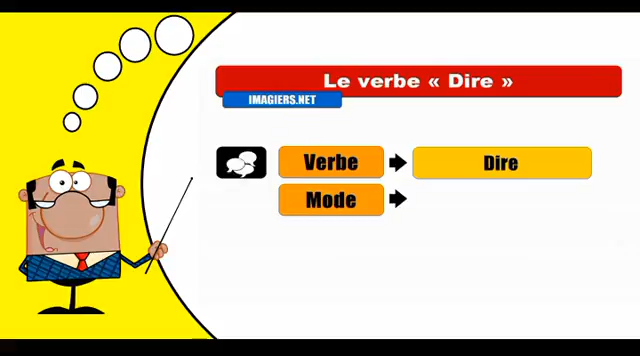 Le verbe « Dire »
IMAGIERS.NET
Verbe
Dire
Mode